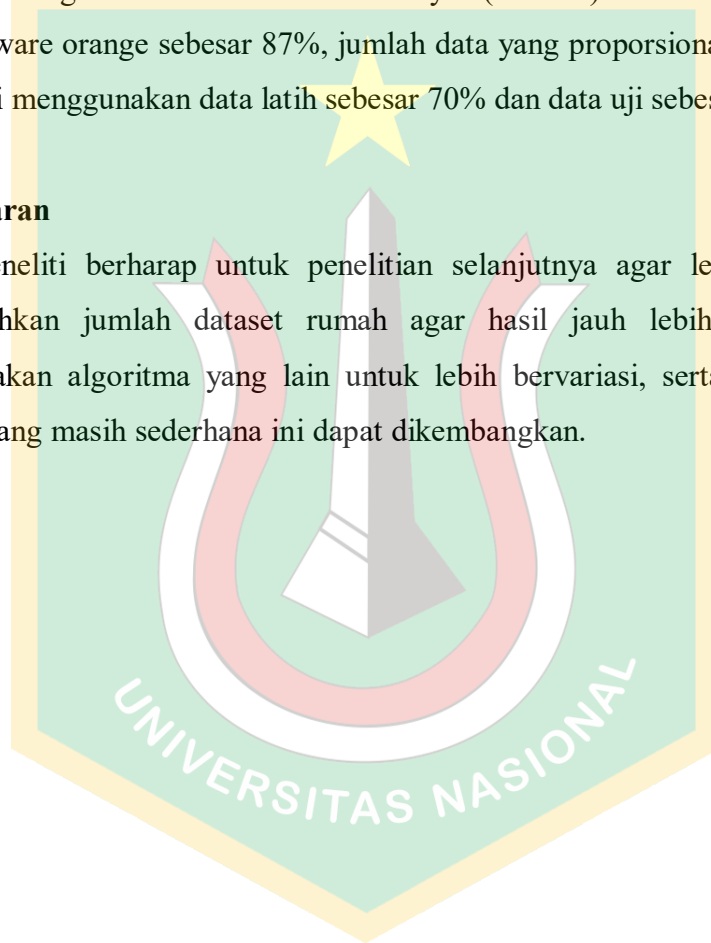 ware orange sebesar 87%, jumlah data yang proporsiona
i menggunakan data latih sebesar 70% dan data uji sebes
aran
eneliti berharap untuk penelitian selanjutnya agar le
hkan jumlah dataset rumah agar hasil jauh lebih
akan algoritma yang lain untuk lebih bervariasi, serta
ang masih sederhana ini dapat dikembangkan.
UNIVERSITAS NASIONAL